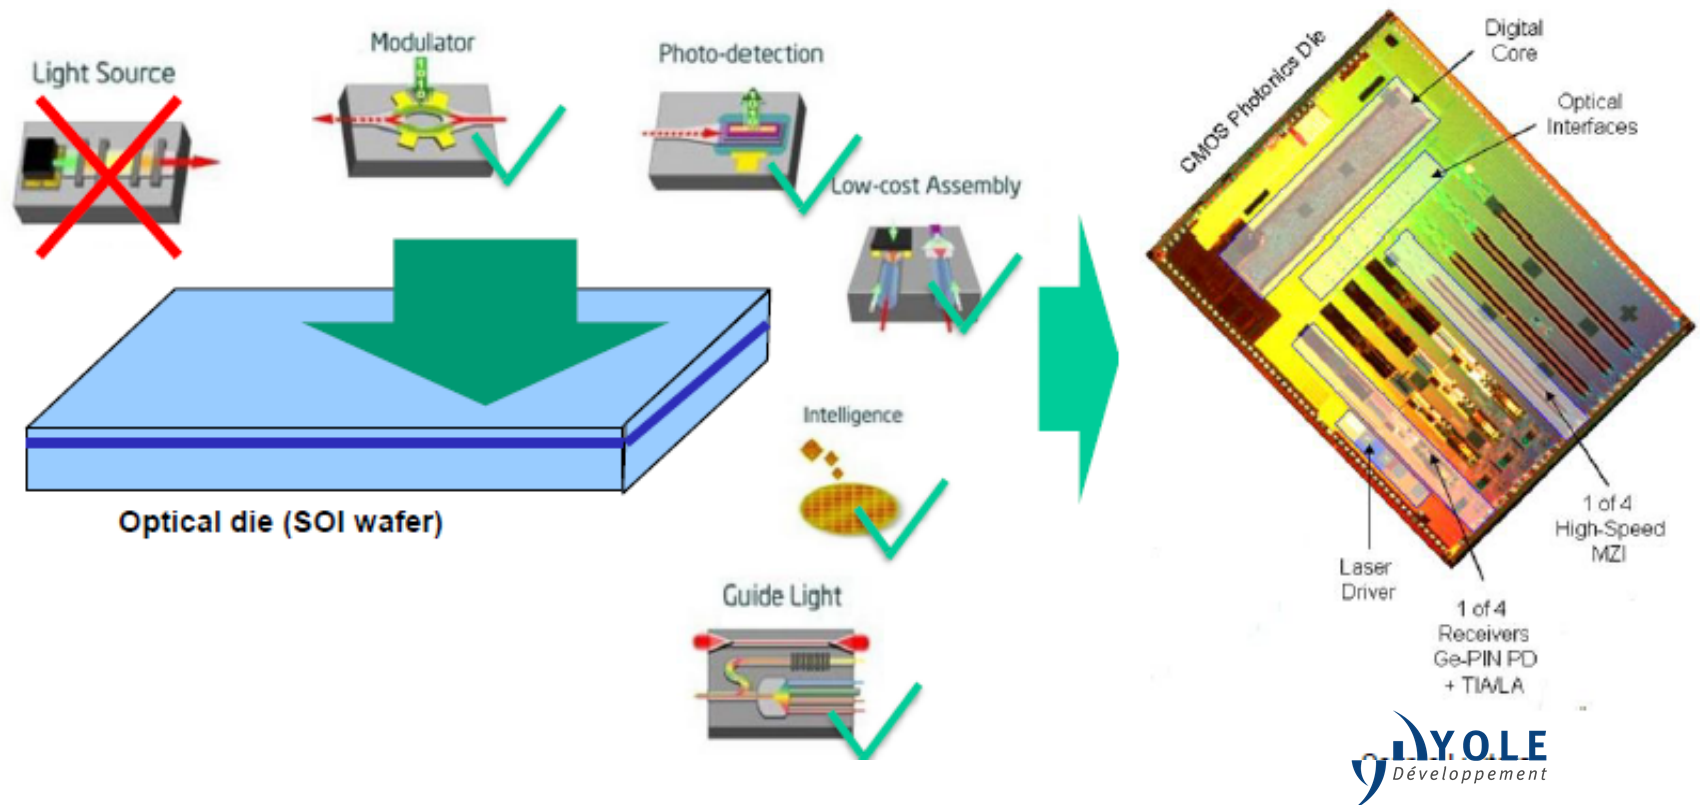 Light Source
Modulator
Photo-detection
Low-cost Assembly
Intelligence
Guide Light
Optical die (SOI wafer)
CMOS Photonics Die
Digital
Core
Optical
Interfaces
1 of 4
High-Speed
MZI
Laser
Driver
1 of 4
Receivers
Ge-PIN PD
+ TIA/LA
YOLE
Développement